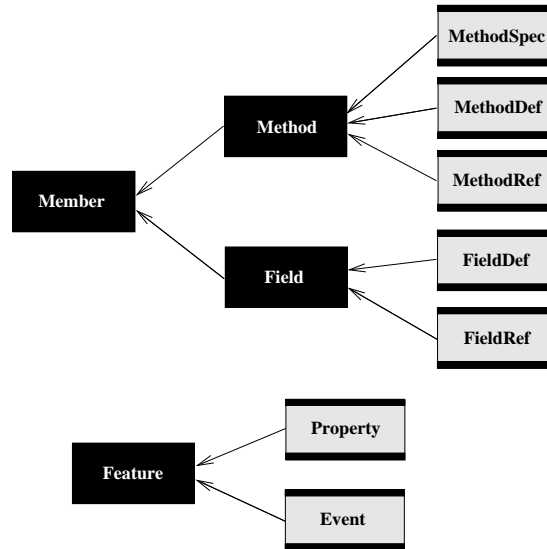 MethodSpec
MethodDef
Method
MethodRef
Member
FieldDef
Field
FieldRef
Property
Feature
Event